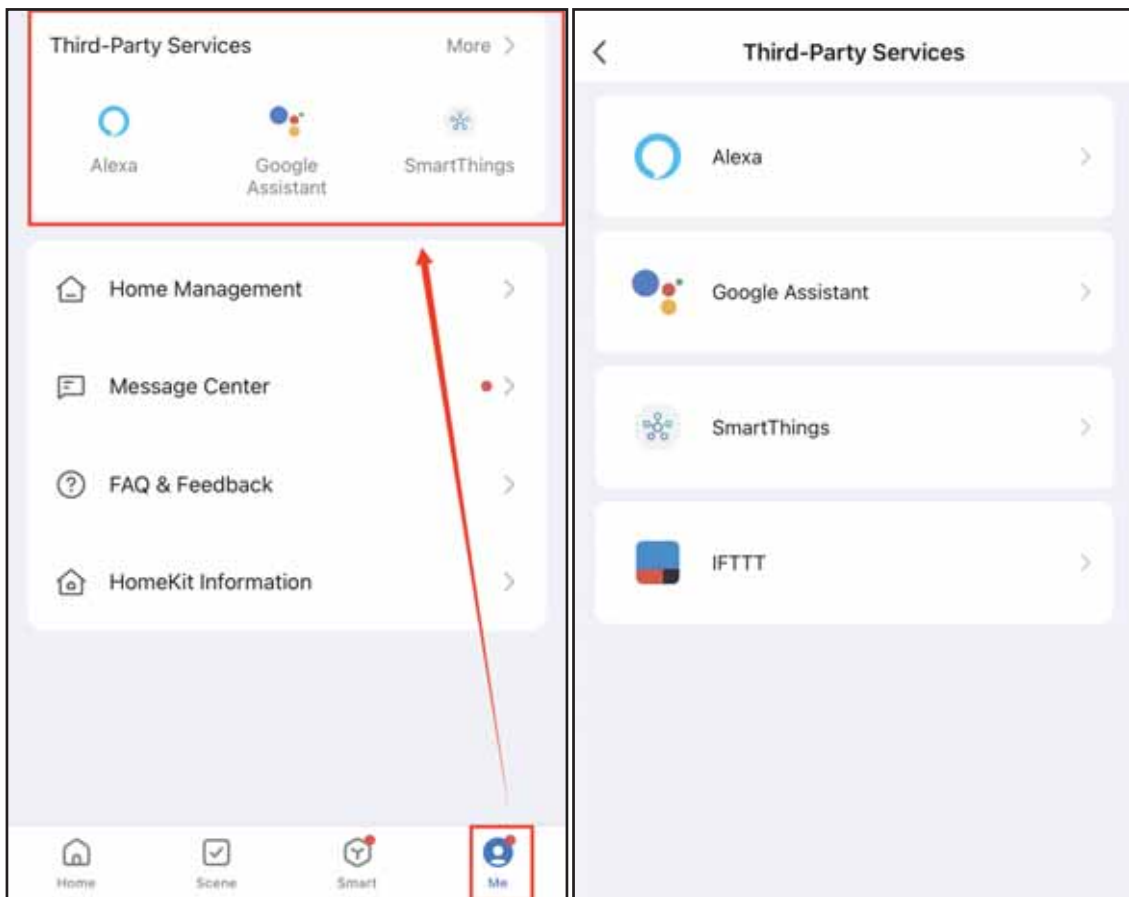 Third-Party Services
More
Alexa
Google
Assistant
SmartThings
Home Management
Message Center
FAQ & Feedback
HomeKit Information
Home
Scene
Smart
Me
Third-Party Services
Alexa
Google Assistant
SmartThings
IFTTT